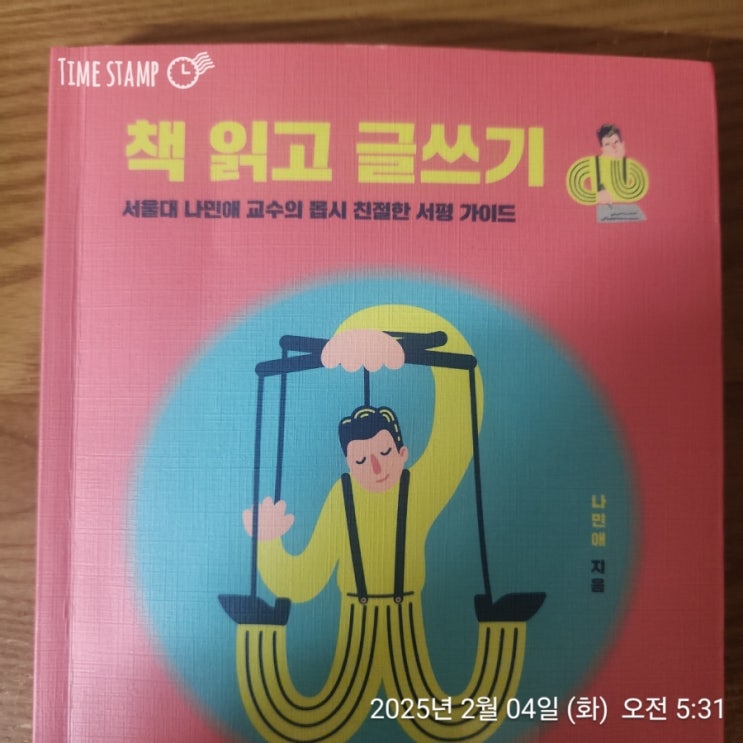 TIME STAMP
책 읽고 글쓰기
서울대 나민애 교수의 몹시 친절한 서평 가이드
나민애 지음
2025년 2월 04일 (화) 오전 5:31